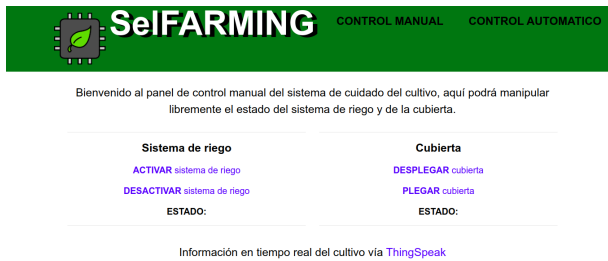 SelFARMING
CONTROL MANUAL
CONTROL AUTOMATICO
Bienvenido al panel de control manual del sistema de cuidado del cultivo, aquí podrá manipular
libremente el estado del sistema de riego y de la cubierta.
Sistema de riego
ACTIVAR sistema de riego
DESACTIVAR sistema de riego
ESTADO:
Cubierta
DESPLEGAR cubierta
PLEGAR cubierta
ESTADO:
Información en tiempo real del cultivo vía ThingSpeak